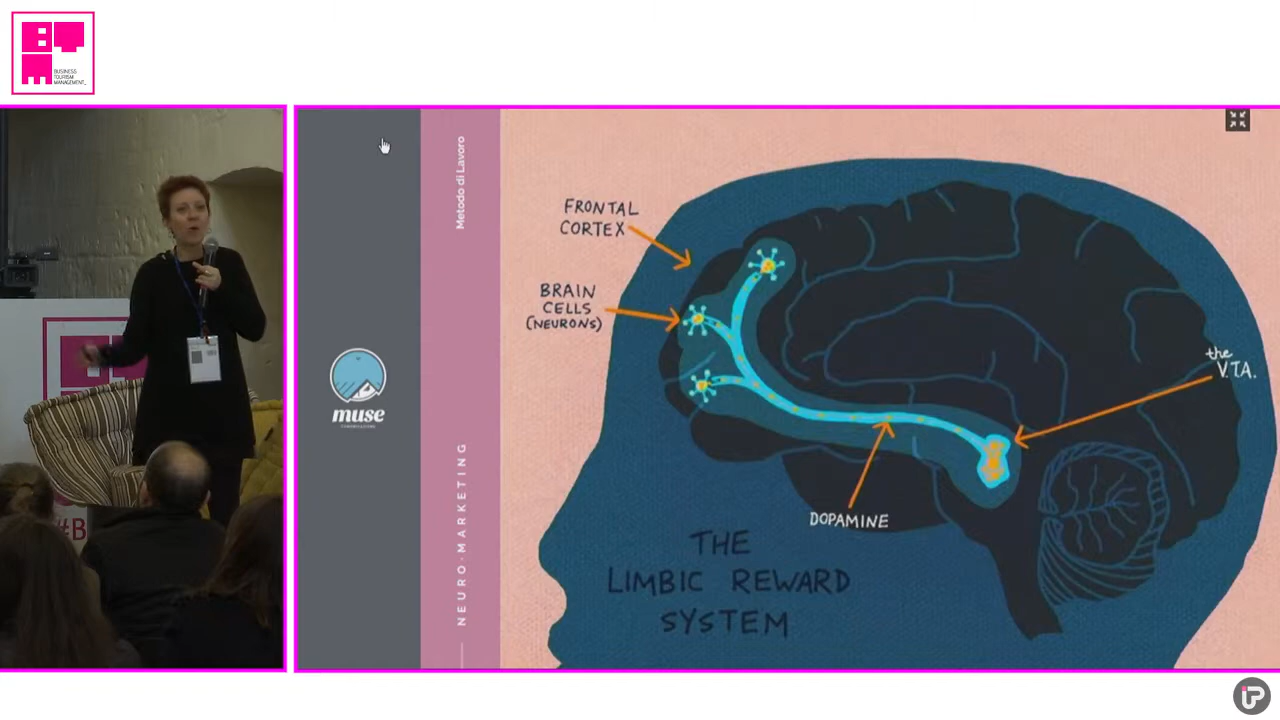 BUSINESS
TOURISM
MANAGEMENT_
#B
muse
Metodo di Lavoro
NEURO·MARKETING
FRONTAL
CORTEX
BRAIN
CELLS
(NEURONS)
the
V.T.A.
DOPAMINE
THE
LIMBIC REWARD
SYSTEM